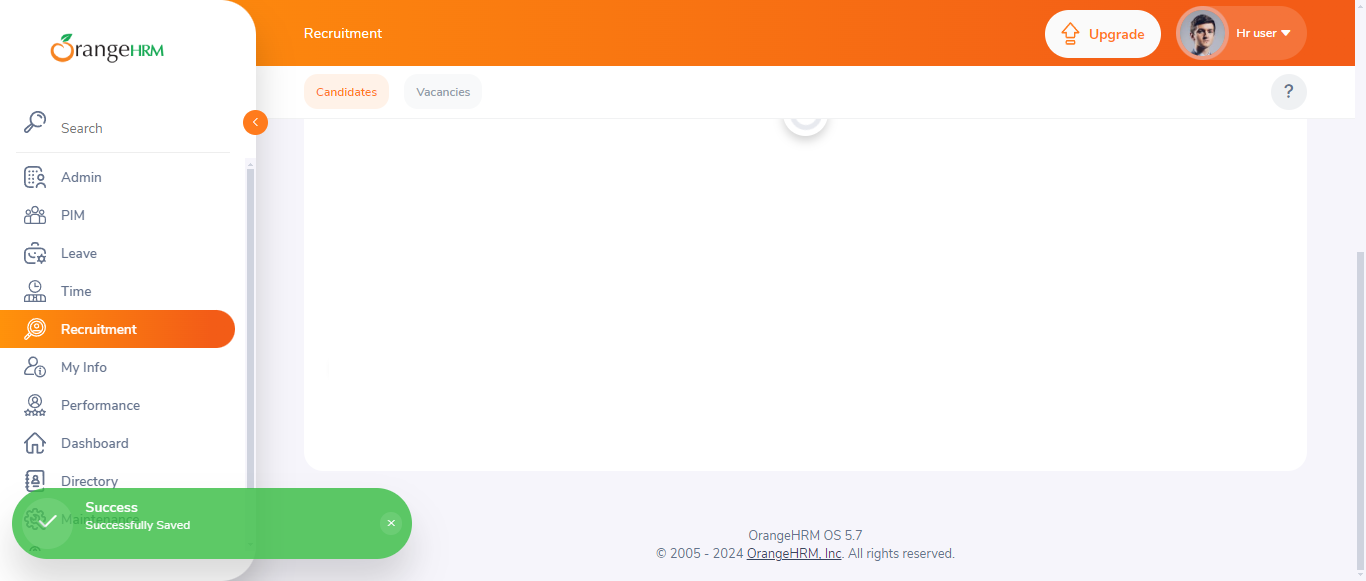 OrangeHRM
Search
Admin
PIM
Leave
Time
Recruitment
My Info
Performance
Dashboard
Directory
Maintenance
Success
Successfully Saved
Recruitment
Upgrade
Hr user
Candidates
Vacancies
?
OrangeHRM OS 5.7
© 2005 - 2024 OrangeHRM, Inc. All rights reserved.